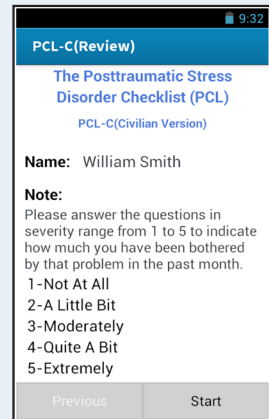 9:32
PCL-C(Review)
The Posttraumatic Stress
Disorder Checklist (PCL)
PCL-C(Civilian Version)
Name: William Smith
Note:
Please answer the questions in
severity range from 1 to 5 to indicate
how much you have been bothered
by that problem in the past month.
1-Not At All
2-A Little Bit
3-Moderately
4-Quite A Bit
5-Extremely
Previous Start